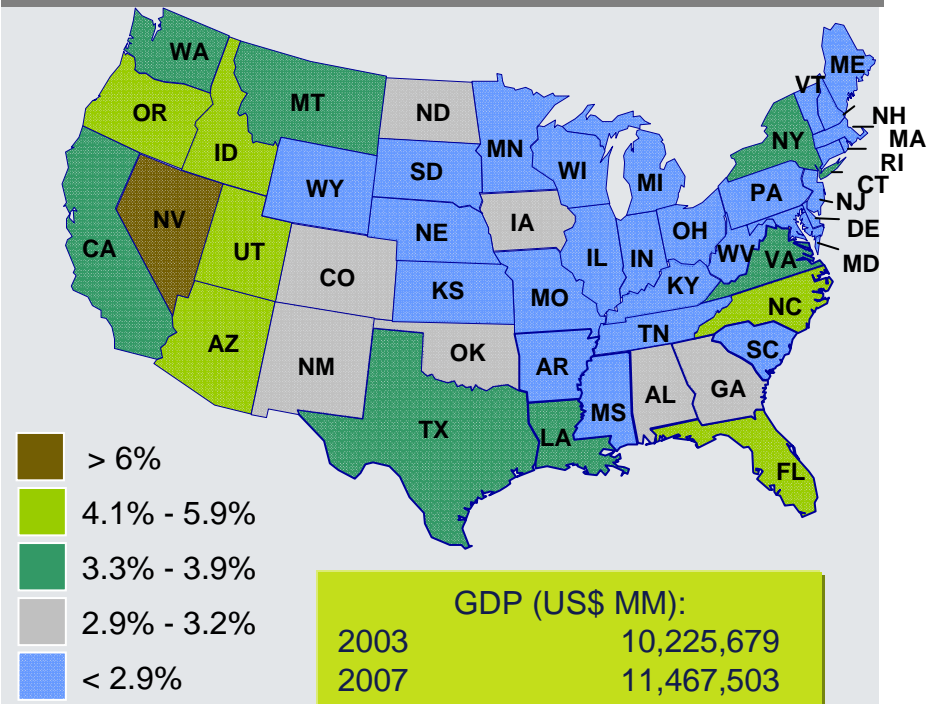 WA
ME
VT
MT
ND
OR
NH
MN
NY
MA
ID
WI
RI
SD
MI
WY
CT
PA
NJ
NV
IA
NE
OH
DE
CA
UT
IL
IN
WV
VA
MD
CO
KS
MO
KY
NC
TN
AZ
OK
SC
NM
AR
AL
GA
MS
TX
LA
FL
> 6%
4.1% - 5.9%
3.3% - 3.9%
2.9% - 3.2%
< 2.9%
GDP (US$ MM):
2003 10,225,679
2007 11,467,503